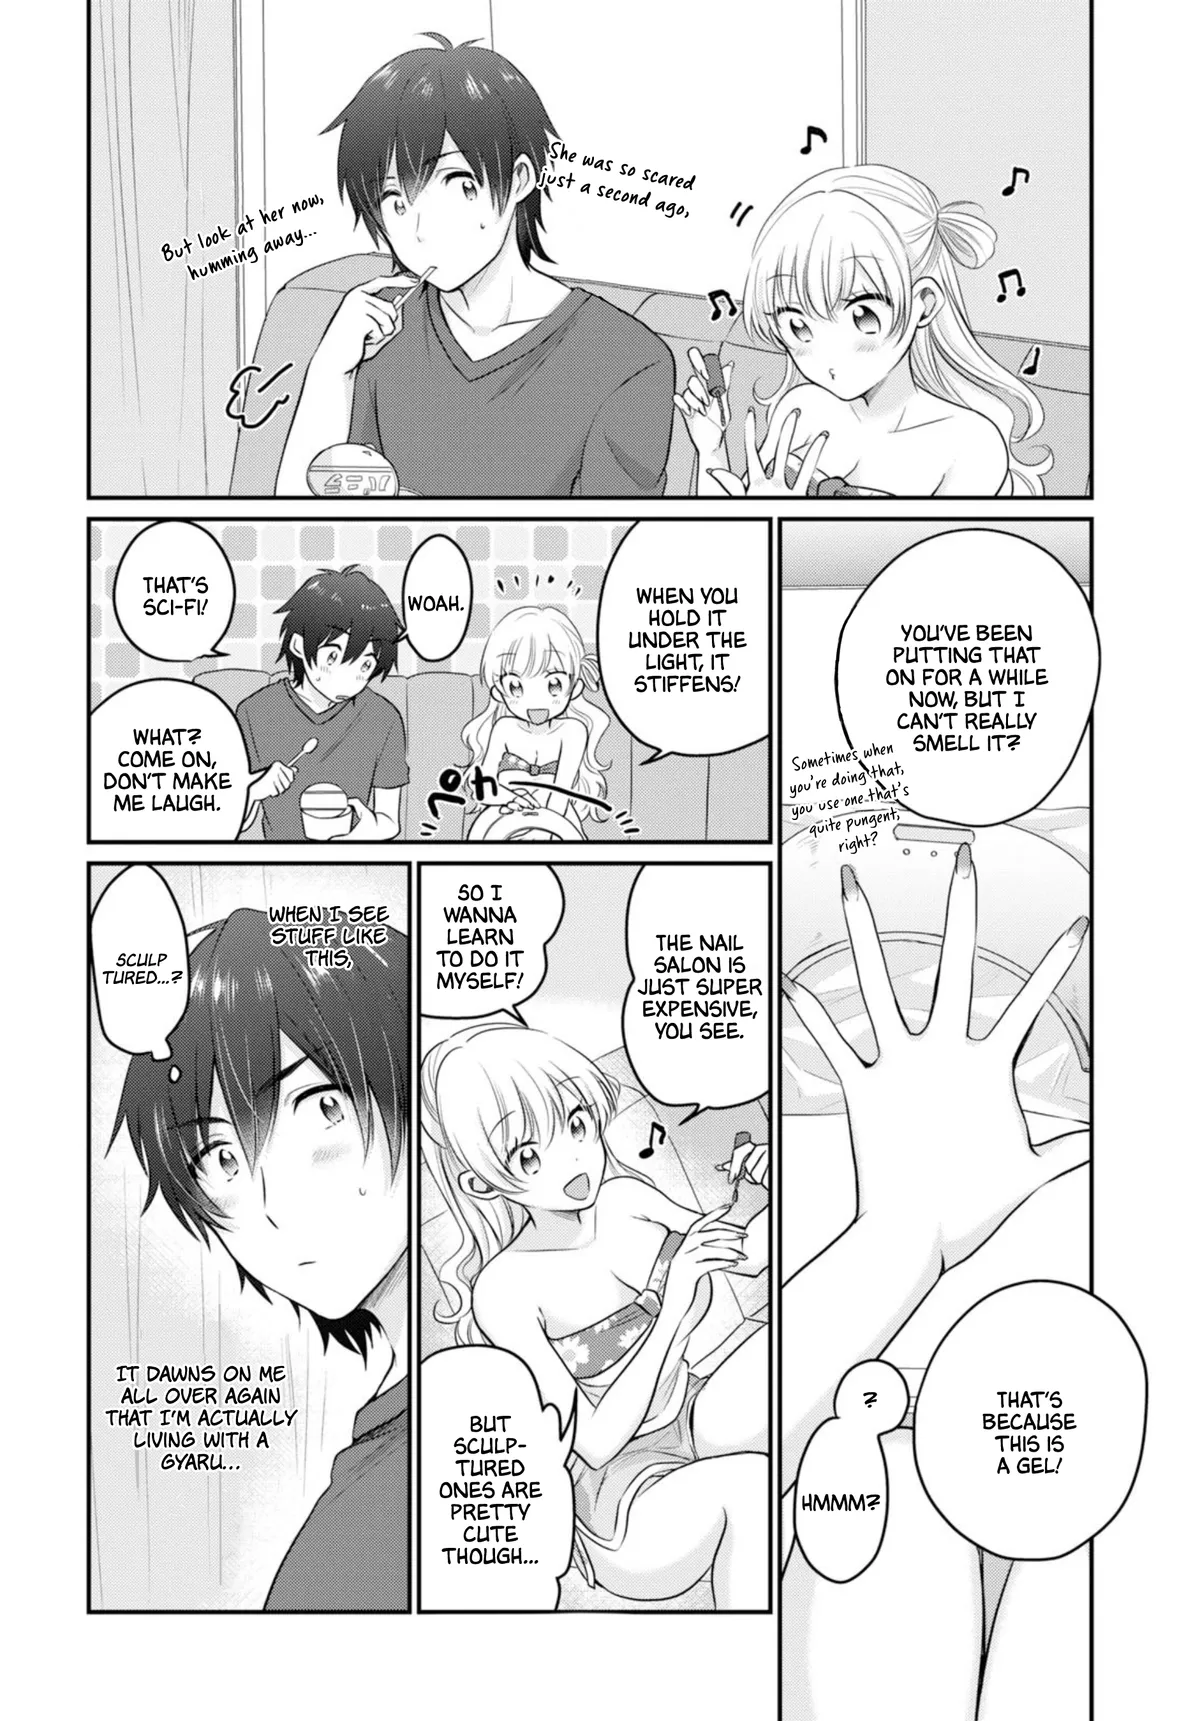 She was so scared
just a second ago,
But look at her now,
humming away...
YOU'VE BEEN
PUTTING THAT
ON FOR A WHILE
NOW, BUT I
CAN'T REALLY
SMELL IT?
Sometimes when
you're doing that,
you use one that's
quite pungent,
right?
THAT'S
BECAUSE
THIS IS
A GEL!
?
HMMM?
WHEN YOU
HOLD IT
UNDER THE
LIGHT, IT
STIFFENS!
ペカー
WOAH.
THAT'S
SCI-FI!
WHAT?
COME ON,
DON'T MAKE
ME LAUGH.
THE NAIL
SALON IS
JUST SUPER
EXPENSIVE,
YOU SEE.
SO I
WANNA
LEARN
TO DO IT
MYSELF!
BUT
SCULP-
TURED
ONES ARE
PRETTY
CUTE
THOUGH...
WHEN I SEE
STUFF LIKE
THIS,
SCULP
TURED...?
IT DAWNS ON ME
ALL OVER AGAIN
THAT I'M ACTUALLY
LIVING WITH A
GYARU...